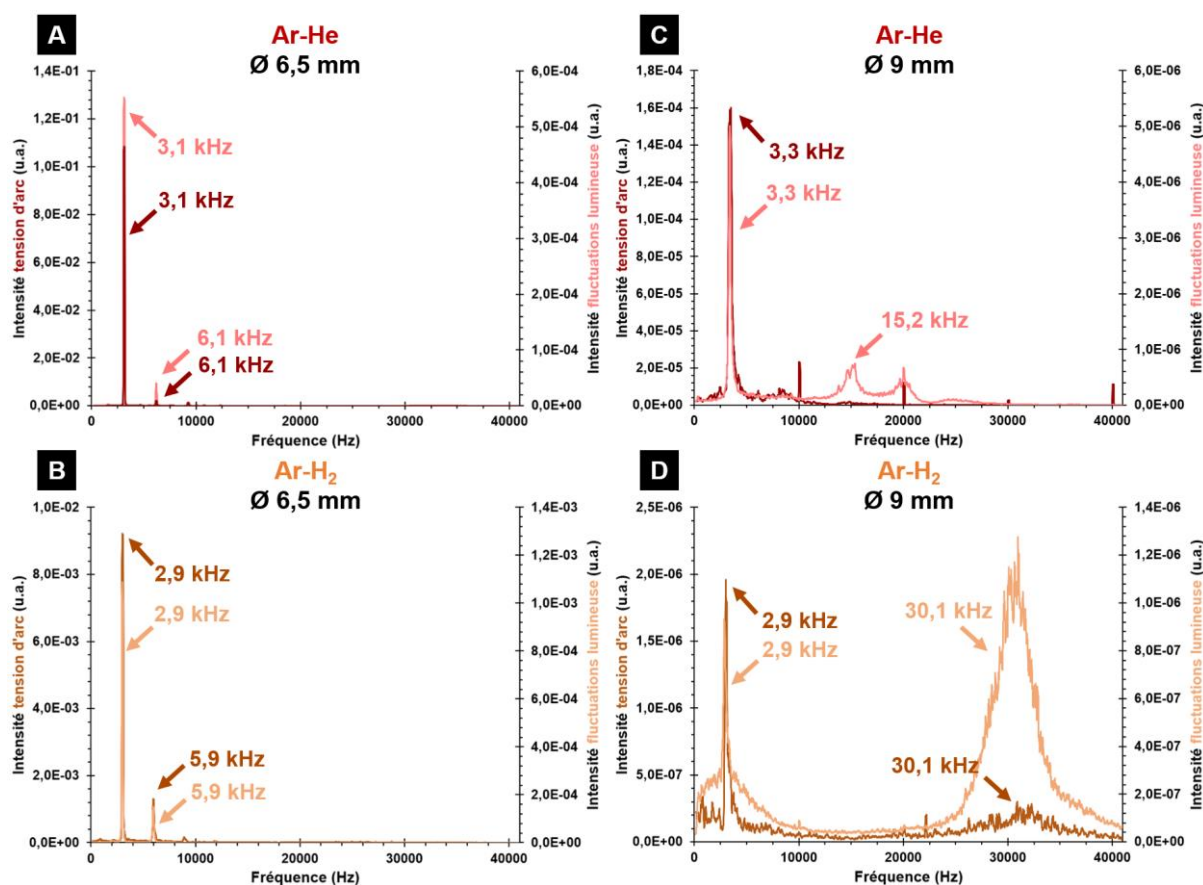 A
Ar-He
Ø 6,5 mm
Intensité tension d'arc (u.a.)
1,4E-01
1,2E-01
1,0E-01
8,0E-02
6,0E-02
4,0E-02
2,0E-02
0,0E+00
3,1 kHz
3,1 kHz
6,1 kHz
6,1 kHz
6,0E-04
5,0E-04
4,0E-04
3,0E-04
2,0E-04
1,0E-04
0,0E+00
Intensité fluctuations lumineuse (u.a.)
0 10000 20000 30000 40000
Fréquence (Hz)
C
Ar-He
Ø 9 mm
Intensité tension d'arc (u.a.)
1,8E-04
1,6E-04
1,4E-04
1,2E-04
1,0E-04
8,0E-05
6,0E-05
4,0E-05
2,0E-05
0,0E+00
3,3 kHz
3,3 kHz
15,2 kHz
6,0E-06
5,0E-06
4,0E-06
3,0E-06
2,0E-06
1,0E-06
0,0E+00
Intensité fluctuations lumineuse (u.a.)
0 10000 20000 30000 40000
Fréquence (Hz)
B
Ar-H₂
Ø 6,5 mm
Intensité tension d'arc (u.a.)
1,0E-02
8,0E-03
6,0E-03
4,0E-03
2,0E-03
0,0E+00
2,9 kHz
2,9 kHz
5,9 kHz
5,9 kHz
1,4E-03
1,2E-03
1,0E-03
8,0E-04
6,0E-04
4,0E-04
2,0E-04
0,0E+00
Intensité fluctuations lumineuse (u.a.)
0 10000 20000 30000 40000
Fréquence (Hz)
D
Ar-H₂
Ø 9 mm
Intensité tension d'arc (u.a.)
2,5E-06
2,0E-06
1,5E-06
1,0E-06
5,0E-07
0,0E+00
2,9 kHz
2,9 kHz
30,1 kHz
30,1 kHz
1,4E-06
1,2E-06
1,0E-06
8,0E-07
6,0E-07
4,0E-07
2,0E-07
0,0E+00
Intensité fluctuations lumineuse (u.a.)
0 10000 20000 30000 40000
Fréquence (Hz)